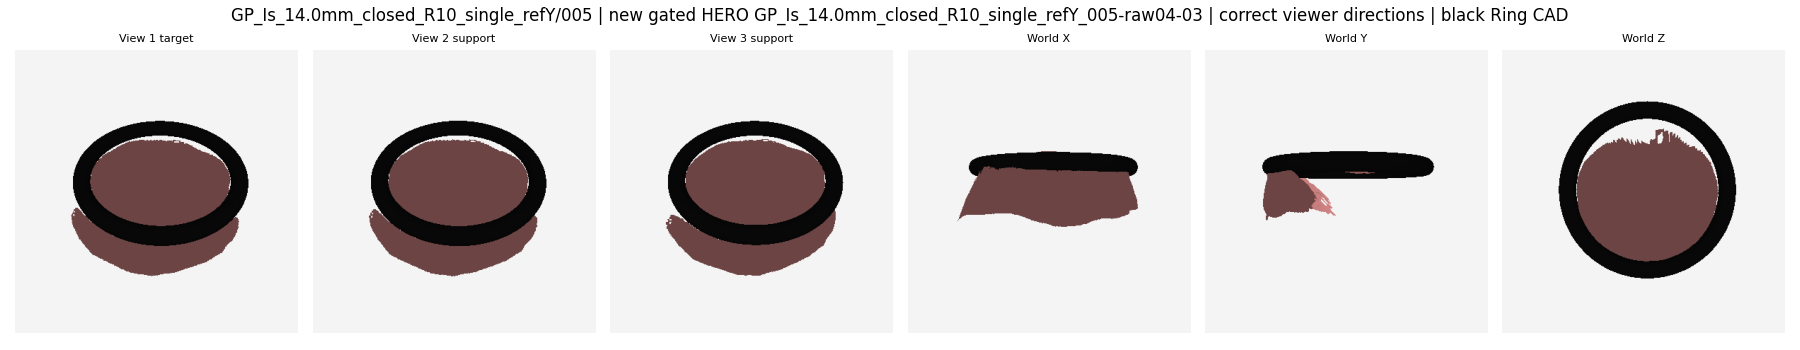 GP_Is_14.0mm_closed_R10_single_refY/005 | new gated HERO GP_Is_14.0mm_closed_R10_single_refY_005-raw04-03 | correct viewer directions | black Ring CAD
View 1 target
View 2 support
View 3 support
World X
World Y
World Z